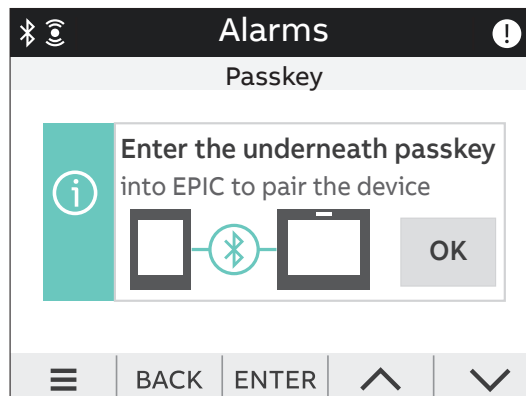 Alarms
Passkey
Enter the underneath passkey
into EPIC to pair the device
OK
BACK ENTER